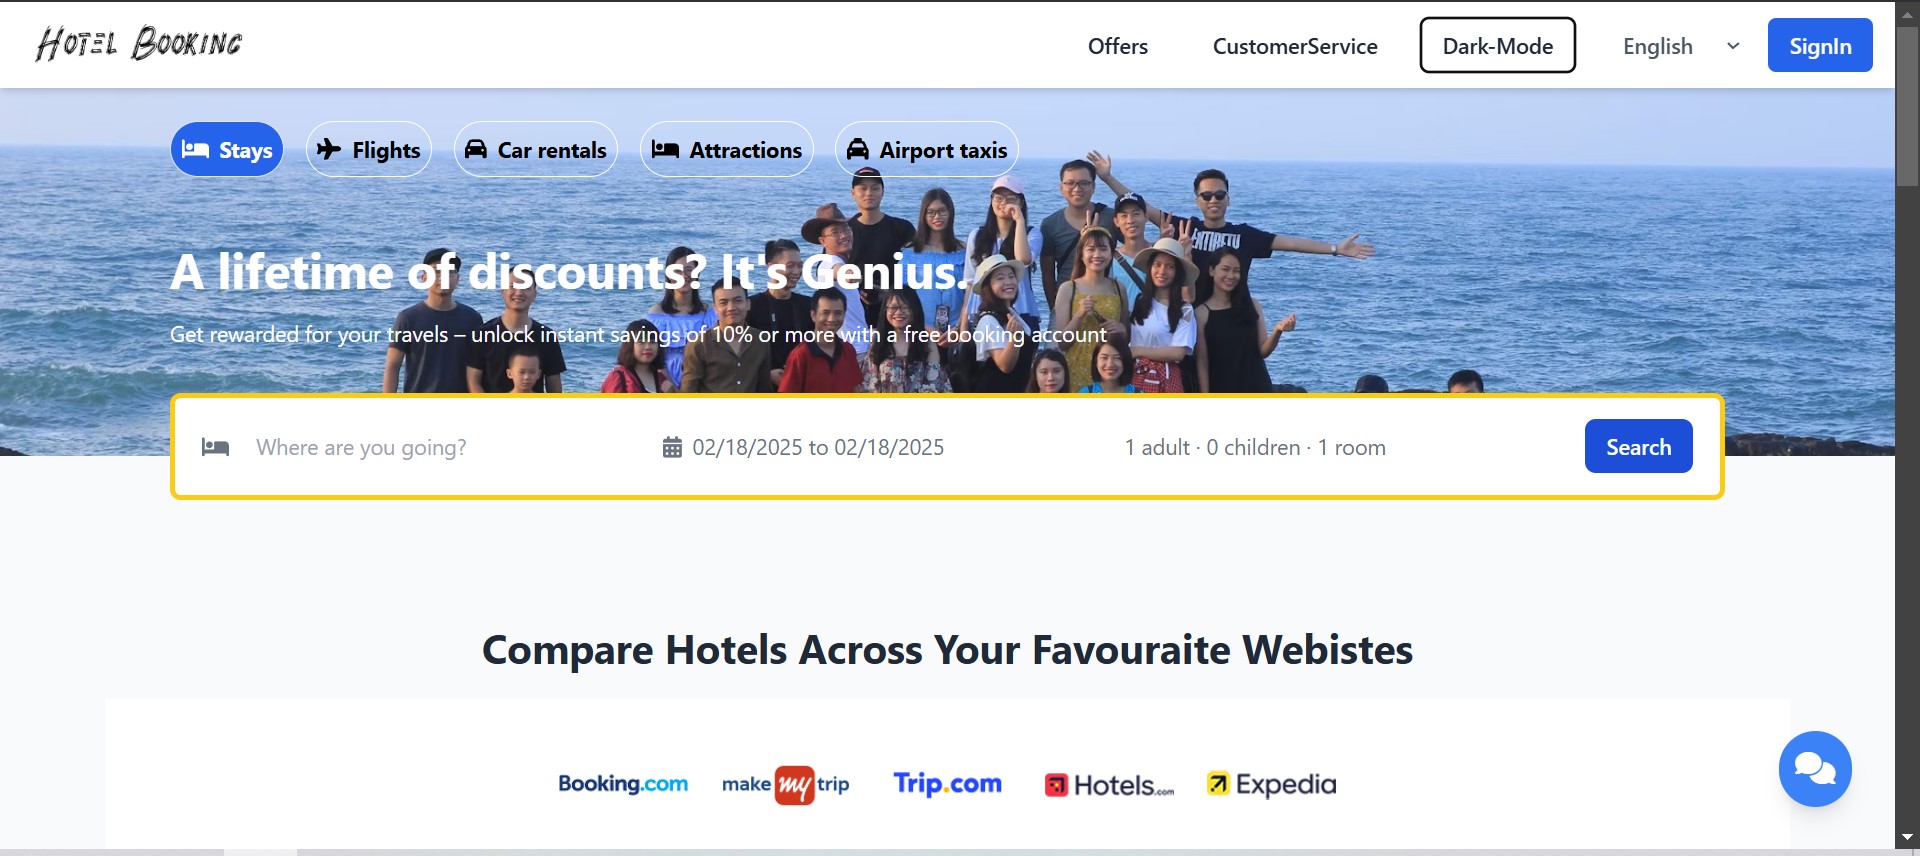 Hotel Booking
Offers
CustomerService
Dark-Mode
English
SignIn
Stays
Flights
Car rentals
Attractions
Airport taxis
A lifetime of discounts? It's Genius.
Get rewarded for your travels – unlock instant savings of 10% or more with a free booking account
Where are you going?
02/18/2025 to 02/18/2025
1 adult · 0 children · 1 room
Search
Compare Hotels Across Your Favouraite Webistes
Booking.com
make my trip
Trip.com
Hotels.com
Expedia